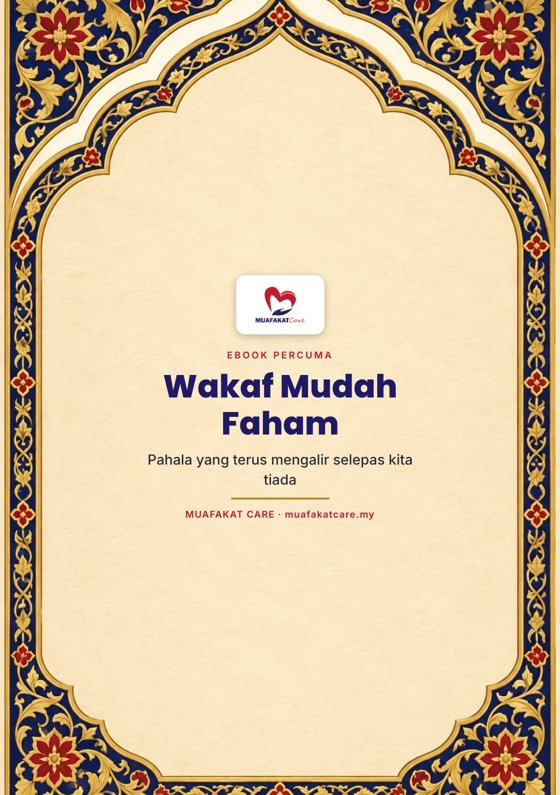 MUAFAKAT Care
EBOOK PERCUMA
Wakaf Mudah
Faham
Pahala yang terus mengalir selepas kita
tiada
MUAFAKAT CARE · muafakatcare.my